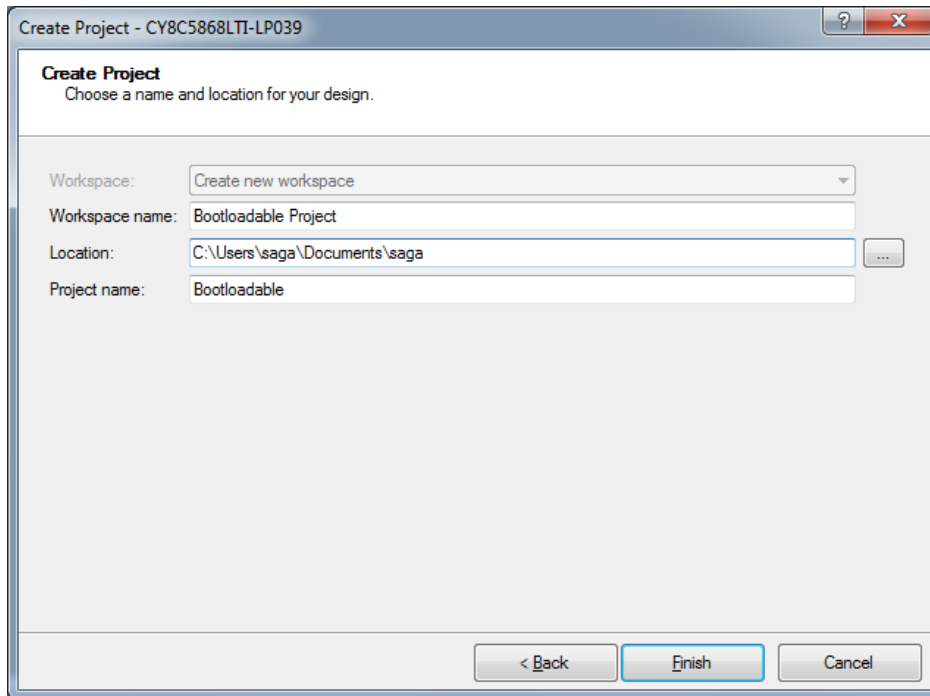 Create Project - CY8C5868LTI-LP039
?
X
Create Project
Choose a name and location for your design.
Workspace: Create new workspace
Workspace name: Bootloadable Project
Location: C:\Users\saga\Documents\saga ...
Project name: Bootloadable
< Back Finish Cancel